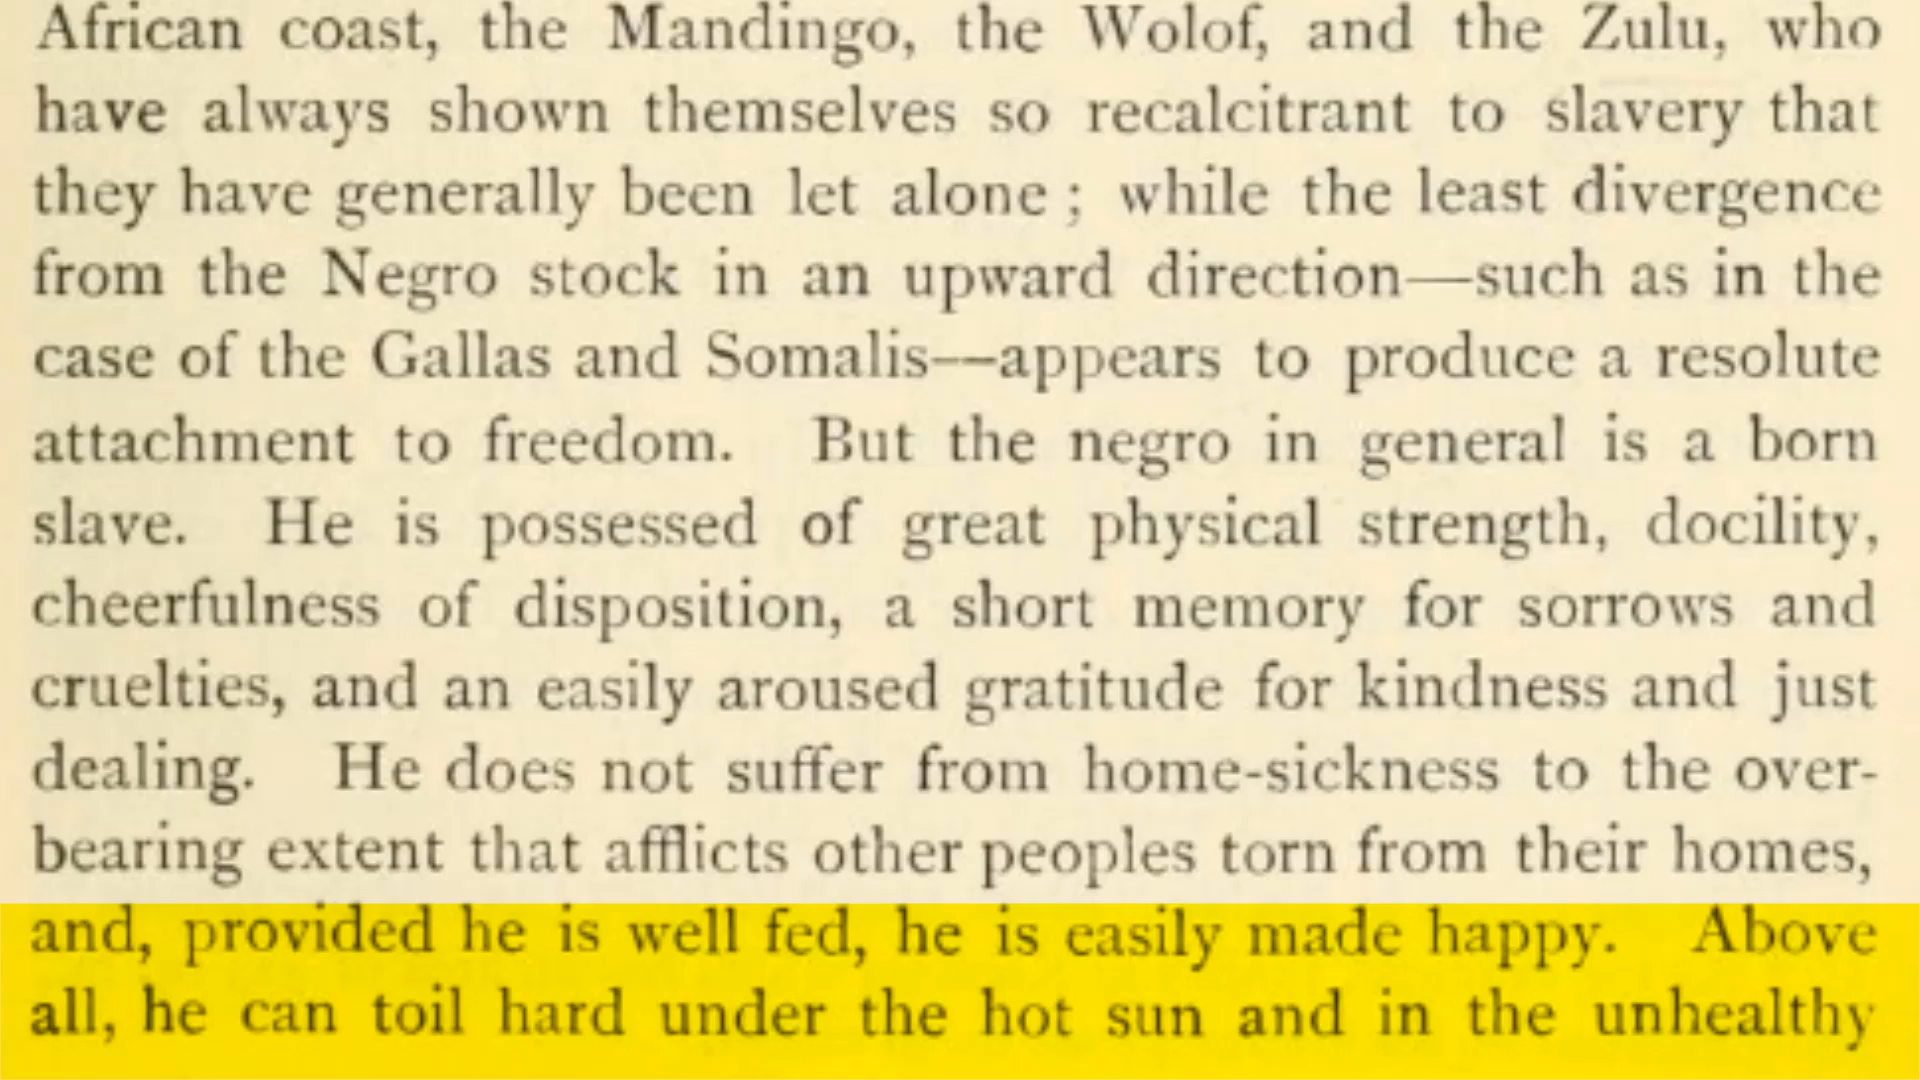 African coast, the Mandingo, the Wolof, and the Zulu, who
have always shown themselves so recalcitrant to slavery that
they have generally been let alone ; while the least divergence
from the Negro stock in an upward direction—such as in the
case of the Gallas and Somalis—appears to produce a resolute
attachment to freedom. But the negro in general is a born
slave. He is possessed of great physical strength, docility,
cheerfulness of disposition, a short memory for sorrows and
cruelties, and an easily aroused gratitude for kindness and just
dealing. He does not suffer from home-sickness to the over-
bearing extent that afflicts other peoples torn from their homes,
and, provided he is well fed, he is easily made happy. Above
all, he can toil hard under the hot sun and in the unhealthy